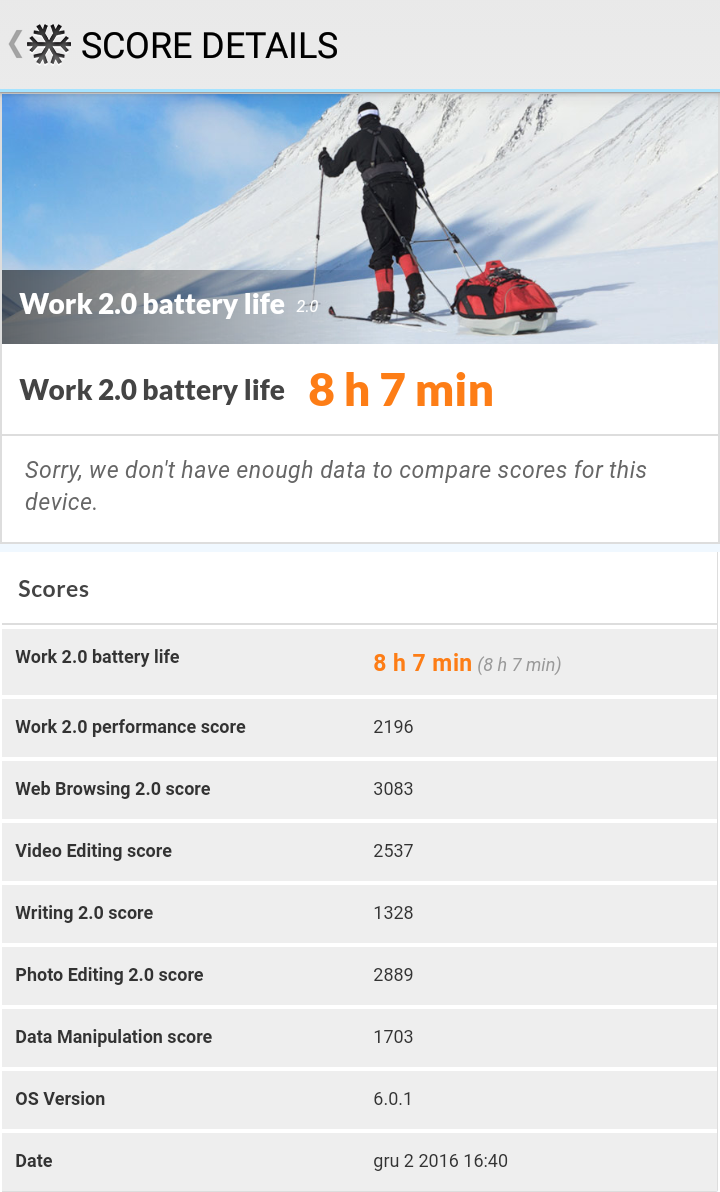 SCORE DETAILS
Work 2.0 battery life 2.0
Work 2.0 battery life 8 h 7 min
Sorry, we don't have enough data to compare scores for this
device.
Scores
Work 2.0 battery life 8 h 7 min (8 h 7 min)
Work 2.0 performance score 2196
Web Browsing 2.0 score 3083
Video Editing score 2537
Writing 2.0 score 1328
Photo Editing 2.0 score 2889
Data Manipulation score 1703
OS Version 6.0.1
Date gru 2 2016 16:40